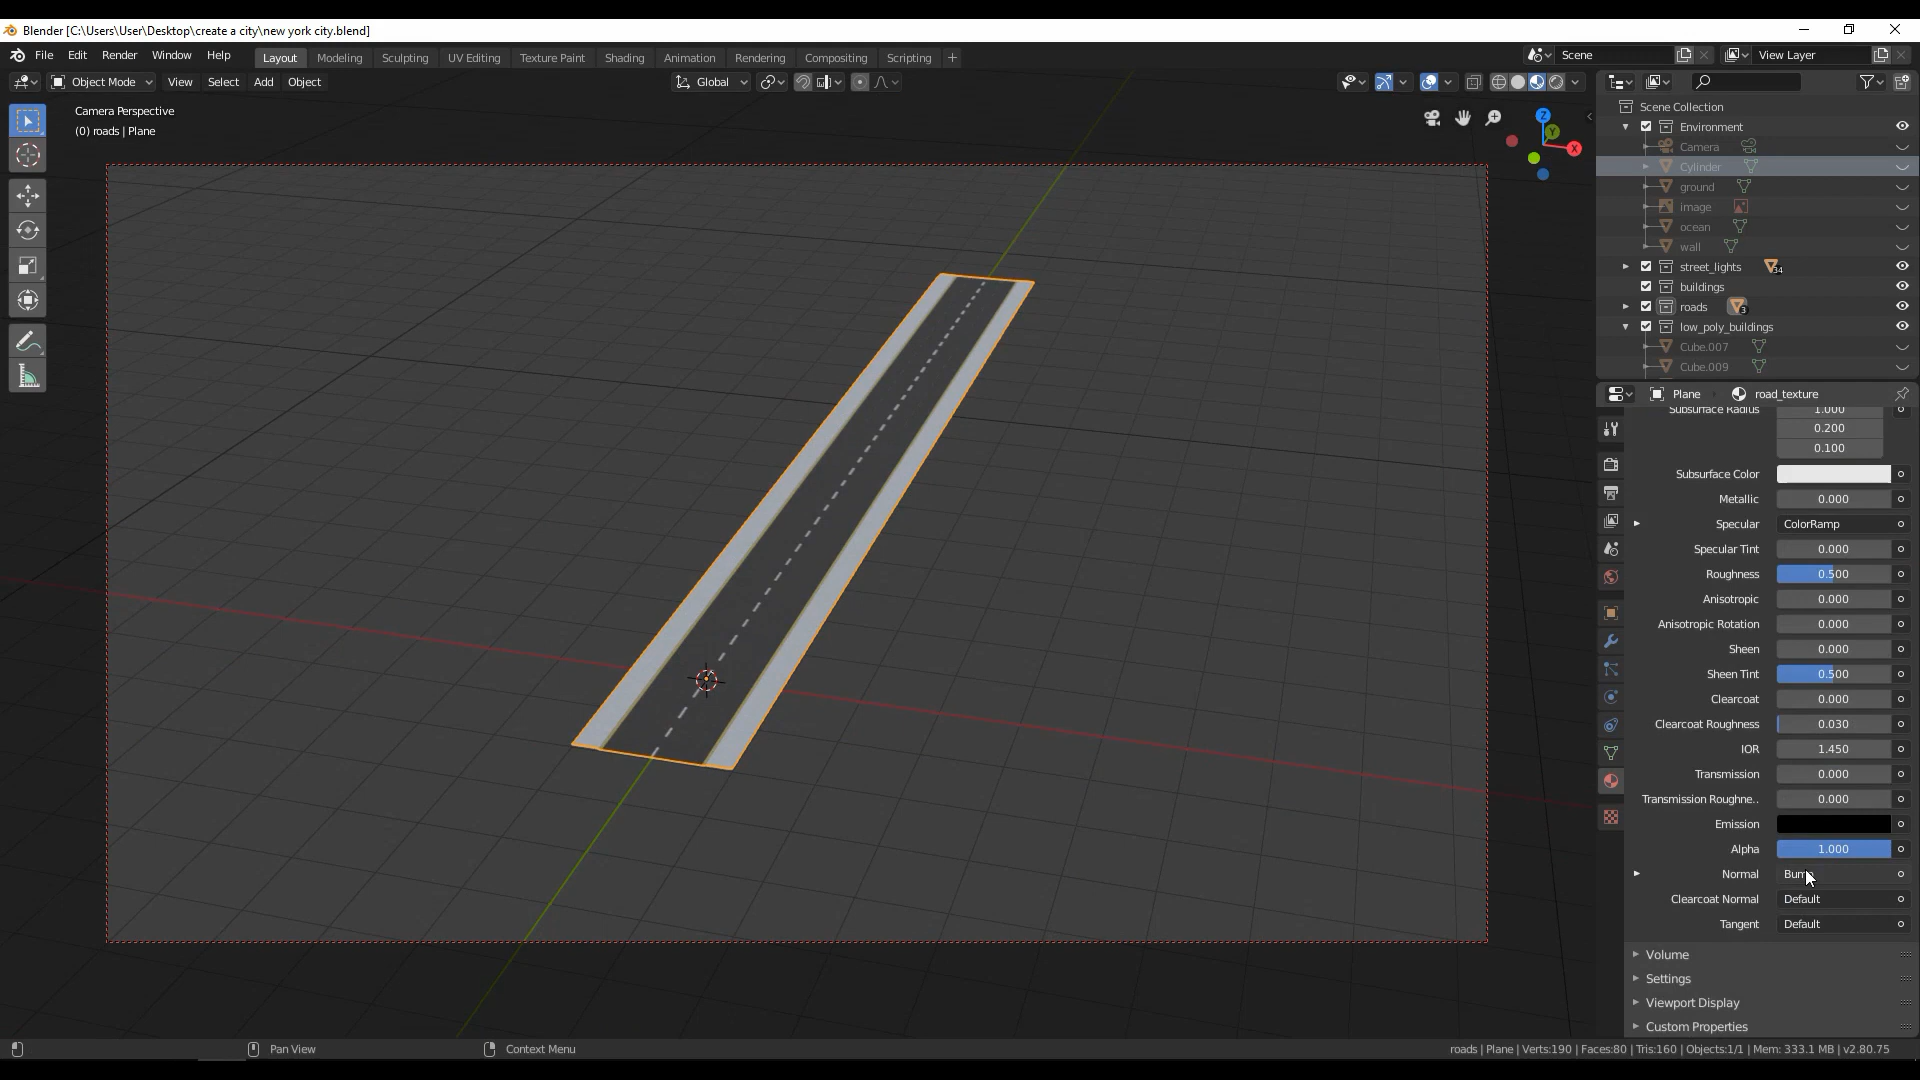 Blender [C:\Users\User\Desktop\create a city\new york city.blend]
File Edit Render Window Help Layout Modeling Sculpting UV Editing Texture Paint Shading Animation Rendering Compositing Scripting + Scene View Layer
Object Mode View Select Add Object Global
Camera Perspective
(0) roads | Plane
Z
Y
X
Scene Collection
Environment
Camera
Cylinder
ground
image
ocean
wall
street_lights 34
buildings
roads 3
low_poly_buildings
Cube.007
Cube.009
Plane road_texture
Subsurface Radius 1.000
0.200
0.100
Subsurface Color
Metallic 0.000
Specular ColorRamp
Specular Tint 0.000
Roughness 0.500
Anisotropic 0.000
Anisotropic Rotation 0.000
Sheen 0.000
Sheen Tint 0.500
Clearcoat 0.000
Clearcoat Roughness 0.030
IOR 1.450
Transmission 0.000
Transmission Roughne.. 0.000
Emission
Alpha 1.000
Normal Bump
Clearcoat Normal Default
Tangent Default
Volume
Settings
Viewport Display
Custom Properties
Pan View Context Menu roads | Plane | Verts:190 | Faces:80 | Tris:160 | Objects:1/1 | Mem: 333.1 MB | v2.80.75